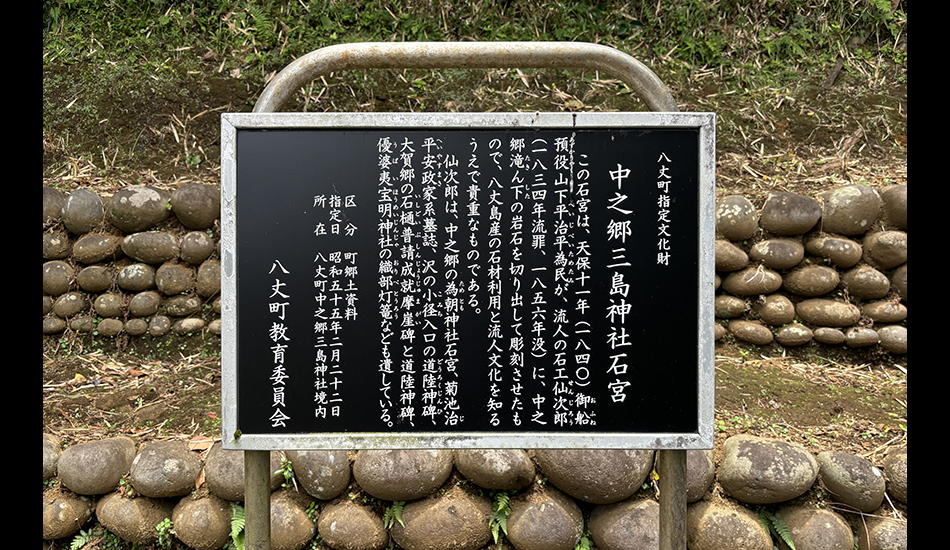 八丈町指定文化財
中之郷三島神社石宮
この石宮は、天保十一年(一八四〇)御船
預役山下平治平為民が、流人の石工仙次郎
(一八三四年流罪、一八五六年没)に、中之
郷滝ん下の岩石を切り出して彫刻させたも
ので、八丈島産の石材利用と流人文化を知る
うえで貴重なものである。
仙次郎は、中之郷の為朝神社石宮、菊池治
平安政家系墓誌、沢の小径入口の道陸神碑、
大賀郷の石樋普請成就摩崖碑と道陸神碑、
優婆夷宝明神社の織部灯篭なども遺している。
区分 町郷土資料
指定日 昭和五十五年二月二十二日
所在 八丈町中之郷三島神社境内
八丈町教育委員会